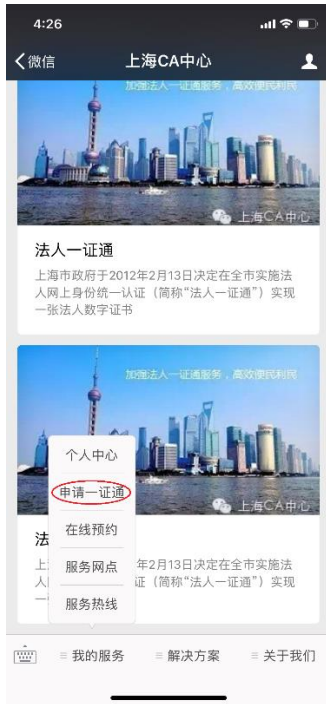 4:26
微信
上海CA中心
加强法人一证通服务，高效便民利民
上海CA中心
法人一证通
上海市政府于2012年2月13日决定在全市实施法
人网上身份统一认证（简称“法人一证通”）实现
一张法人数字证书
加强法人一证通服务，高效便民利民
上海CA中心
个人中心
申请一证通
在线预约
服务网点
服务热线
法
上
年2月13日决定在全市实施法
人
证（简称“法人一证通”）实现
一
我的服务
解决方案
关于我们